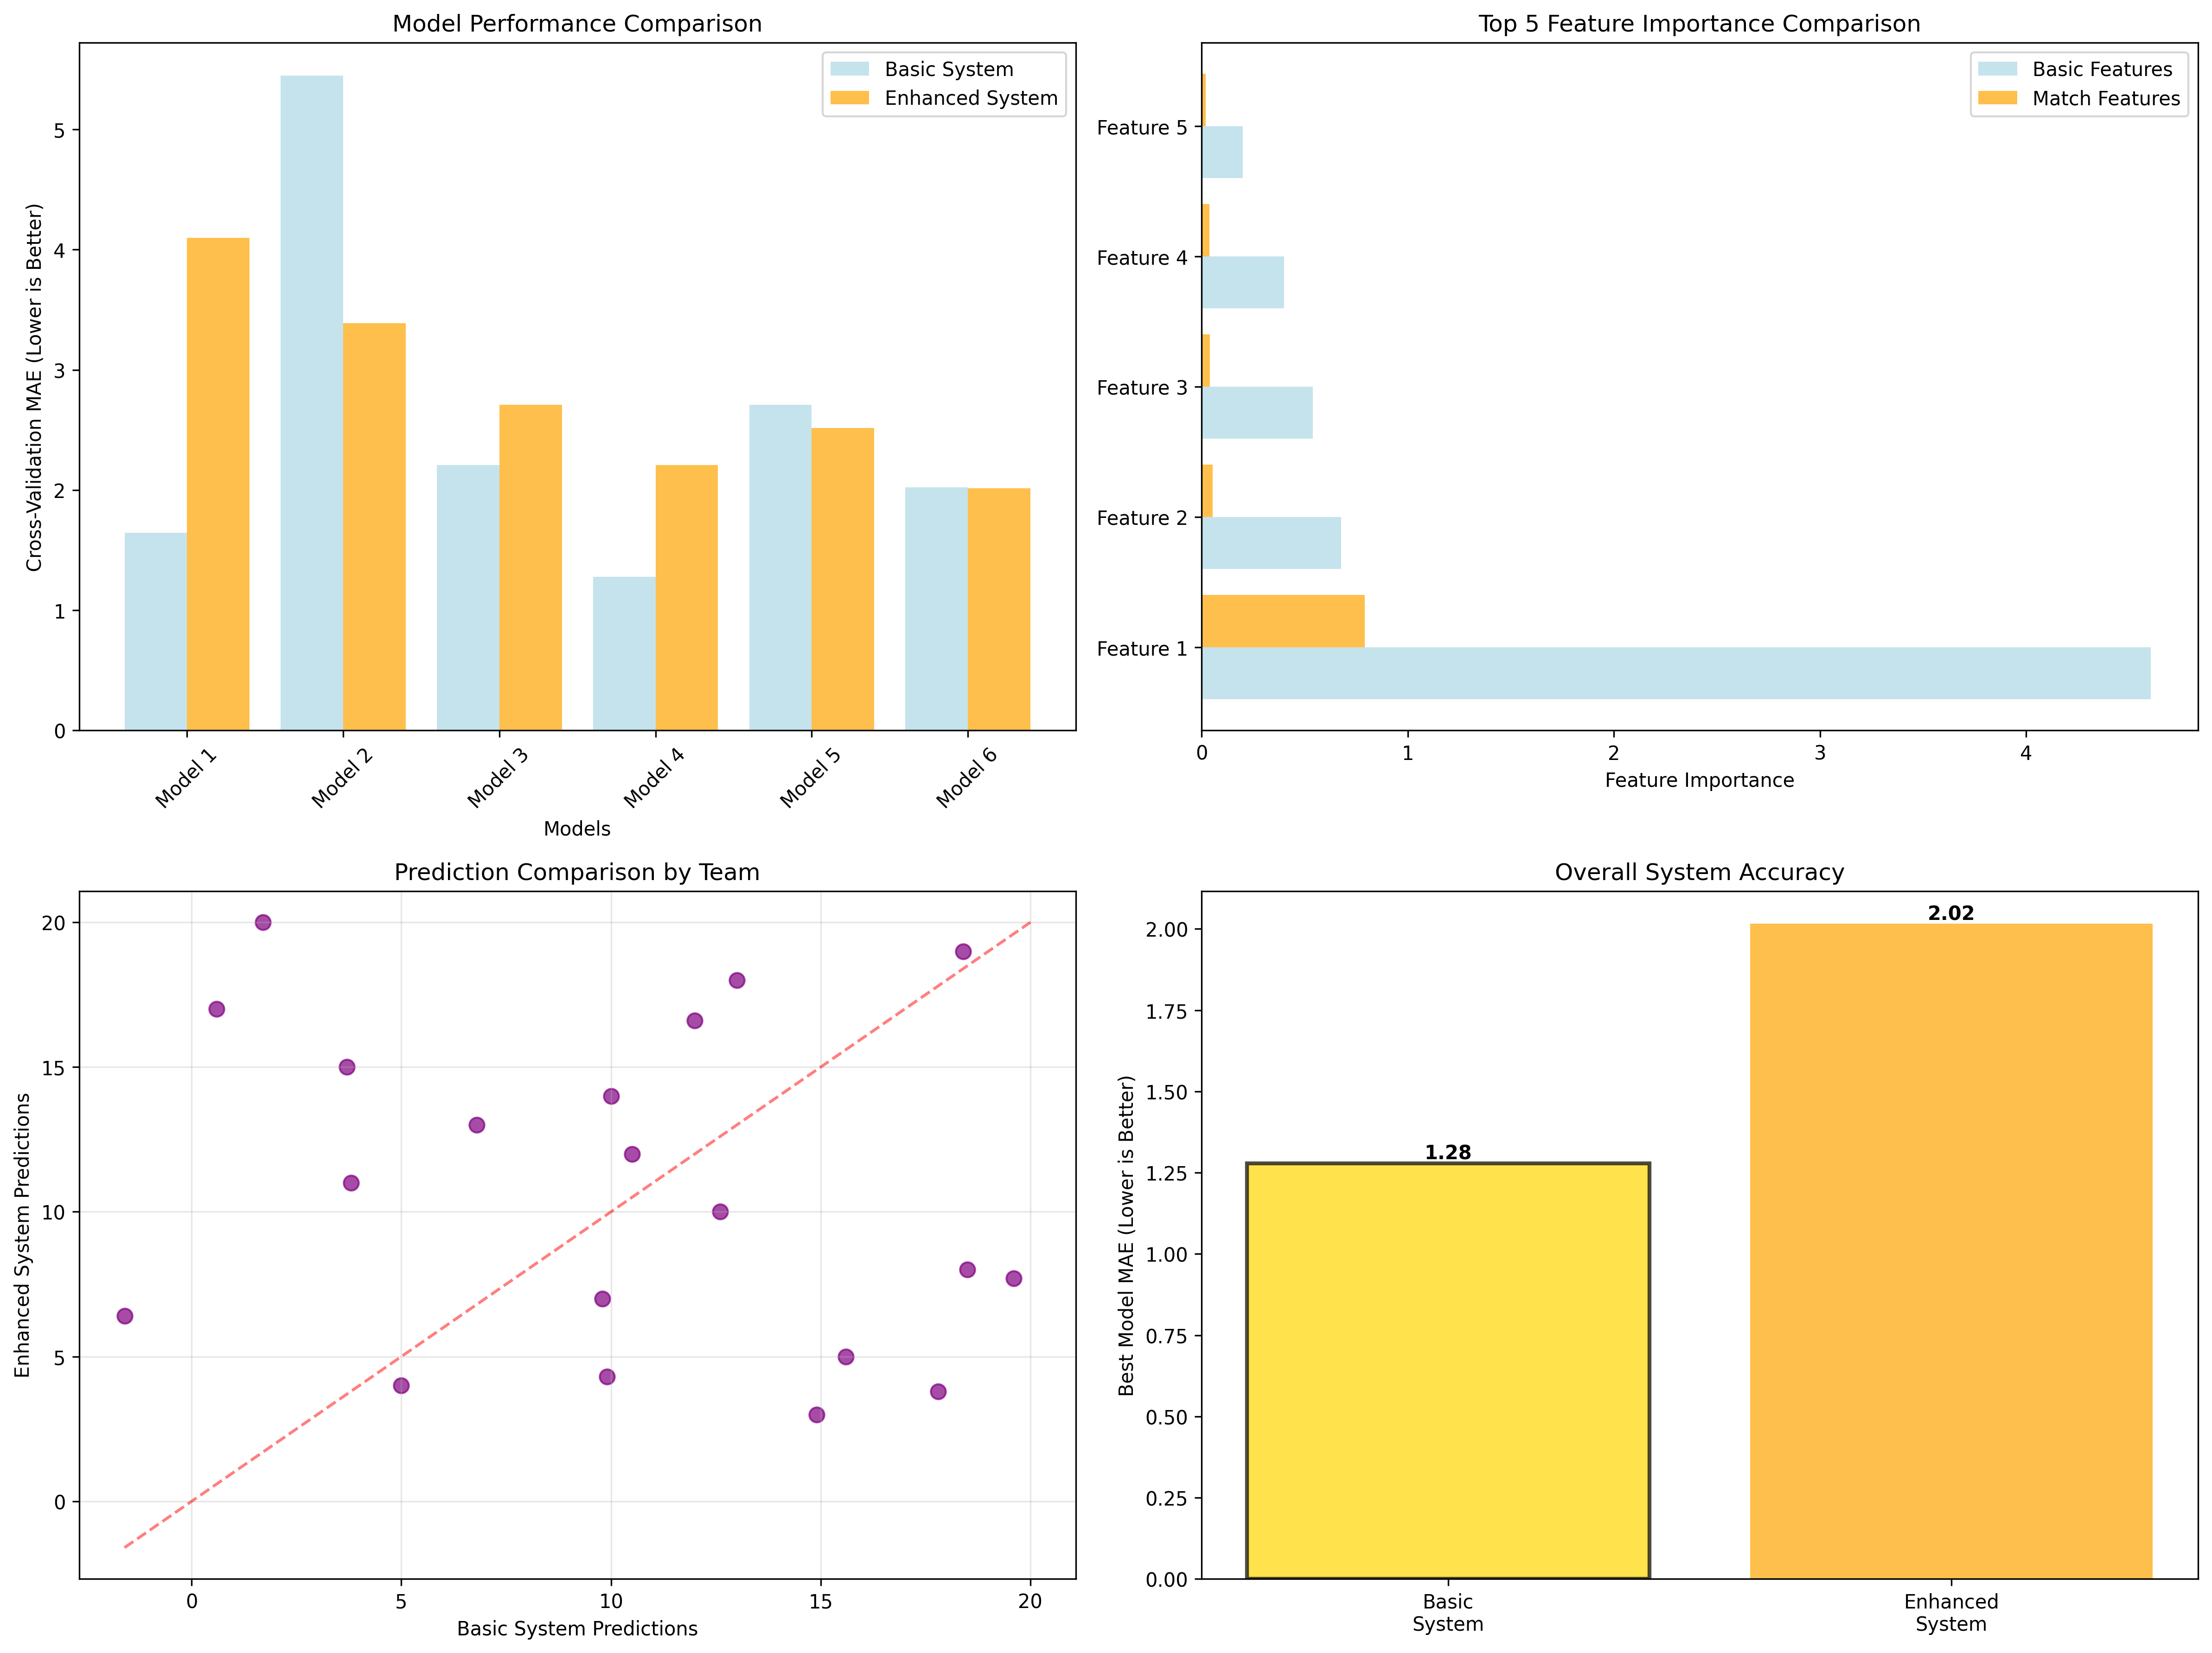 Model Performance Comparison
Basic System
Enhanced System
Cross-Validation MAE (Lower is Better)
5
4
3
2
1
0
Model 1
Model 2
Model 3
Model 4
Model 5
Model 6
Models
Top 5 Feature Importance Comparison
Basic Features
Match Features
Feature 5
Feature 4
Feature 3
Feature 2
Feature 1
0
1
2
3
4
Feature Importance
Prediction Comparison by Team
Enhanced System Predictions
20
15
10
5
0
0
5
10
15
20
Basic System Predictions
Overall System Accuracy
Best Model MAE (Lower is Better)
2.00
1.75
1.50
1.25
1.00
0.75
0.50
0.25
0.00
1.28
2.02
Basic
System
Enhanced
System